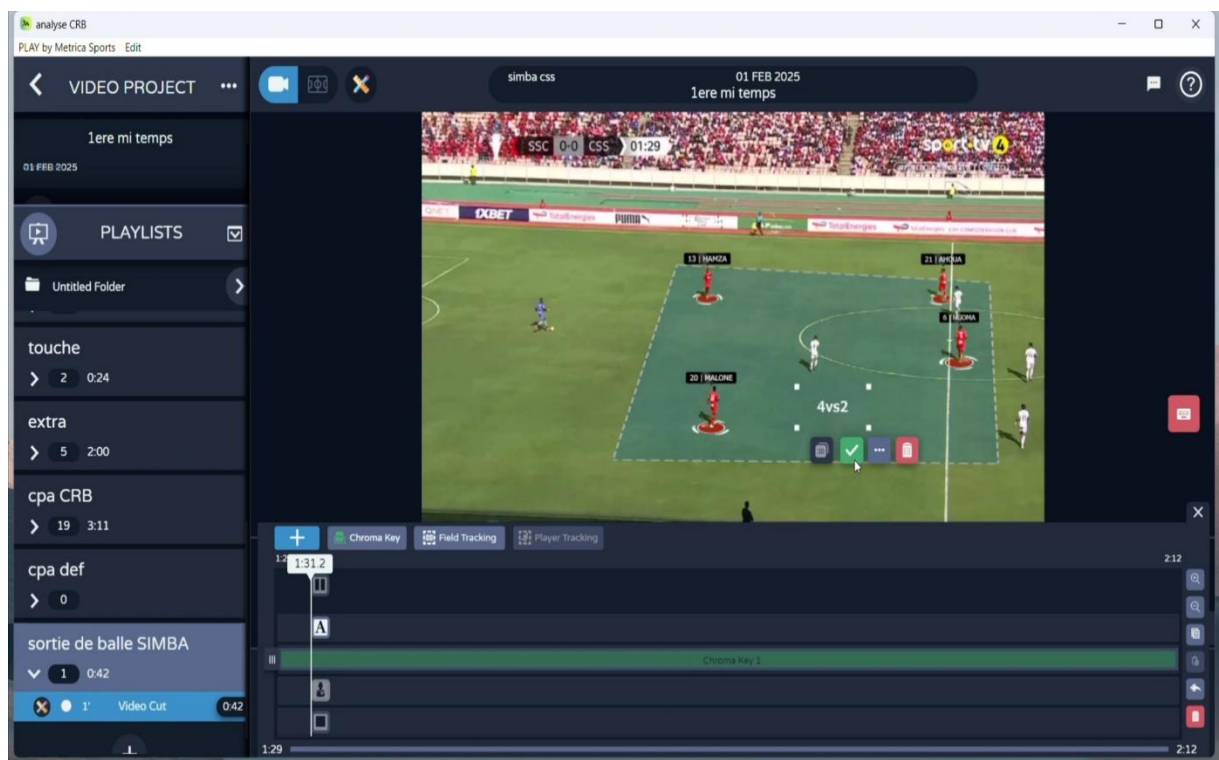 analyse CRB
PLAY by Metrica Sports Edit
VIDEO PROJECT
simba css
01 FEB 2025
1ere mi temps
1ere mi temps
01 FEB 2025
PLAYLISTS
Untitled Folder
touche
2 0:24
extra
5 2:00
cpa CRB
19 3:11
cpa def
0
sortie de balle SIMBA
1 0:42
1' Video Cut 0:42
SSC 0-0 CSS 01:29
sport tv 4
1XBET TotalEnergies PUMA TotalEnergies
13 | HAMZA
21 | AHOUA
6 | NGOMA
20 | MALONE
4vs2
Chroma Key Field Tracking Player Tracking
2:12
1:31.2
A
Chroma Key 1
1:29 2:12